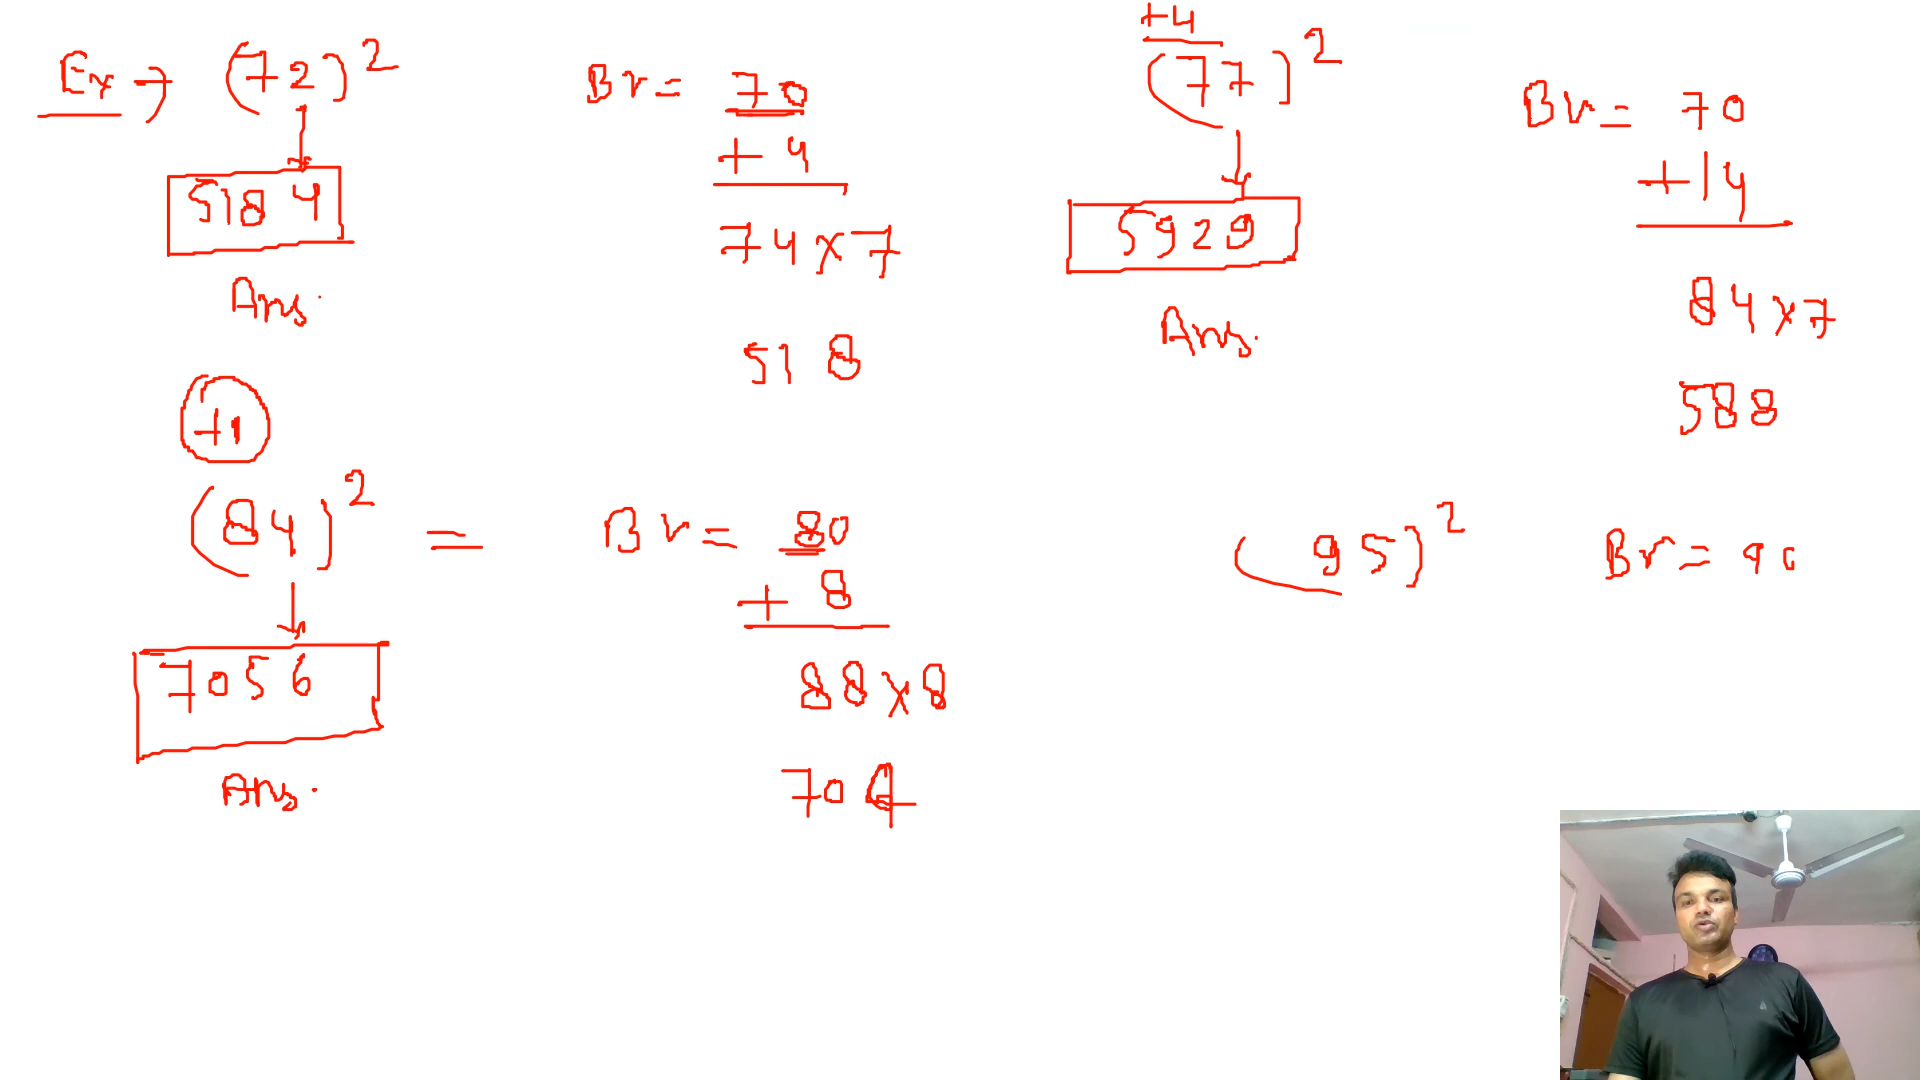 Ex → (72)²
5184
Ans.
Br = 70
+ 4
74 x 7
518
+4
(77)²
5929
Ans.
Br = 70
+ 14
84 x 7
588
+1
(84)² =
7056
Ans.
Br = 80
+ 8
88 x 8
704
(95)²
Br = 90